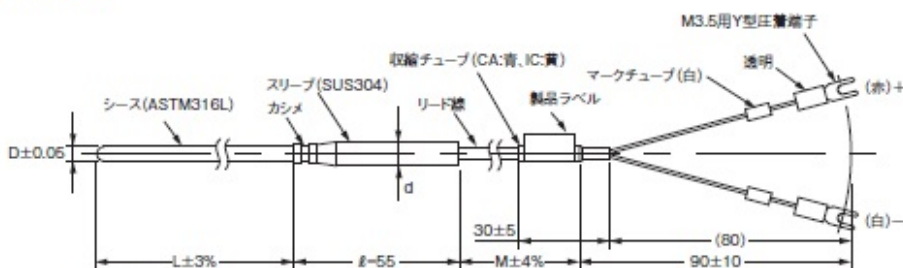 M3.5用Y型圧着端子
収縮チューブ(CA:青、IC:黄)
透明
スリーブ(SUS304)
マークチューブ(白)
(赤)+
シース(ASTM316L)
カシメ
リード線
製品ラベル
D±0.05
d
(白)−
30±5
(80)
L±3%
ℓ=55
M±4%
90±10